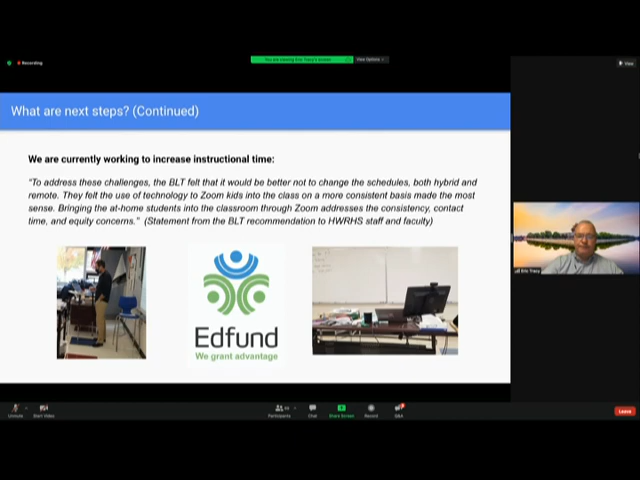 Recording
You are viewing Eric Tracy's screen
View Options
View
What are next steps? (Continued)
We are currently working to increase instructional time:
"To address these challenges, the BLT felt that it would be better not to change the schedules, both hybrid and
remote. They felt the use of technology to Zoom kids into the class on a more consistent basis made the most
sense. Bringing the at-home students into the classroom through Zoom addresses the consistency, contact
time, and equity concerns." (Statement from the BLT recommendation to HWRHS staff and faculty)
Edfund
We grant advantage
Eric Tracy
Unmute
Start Video
Participants
Chat
Share Screen
Record
Q&A
Leave